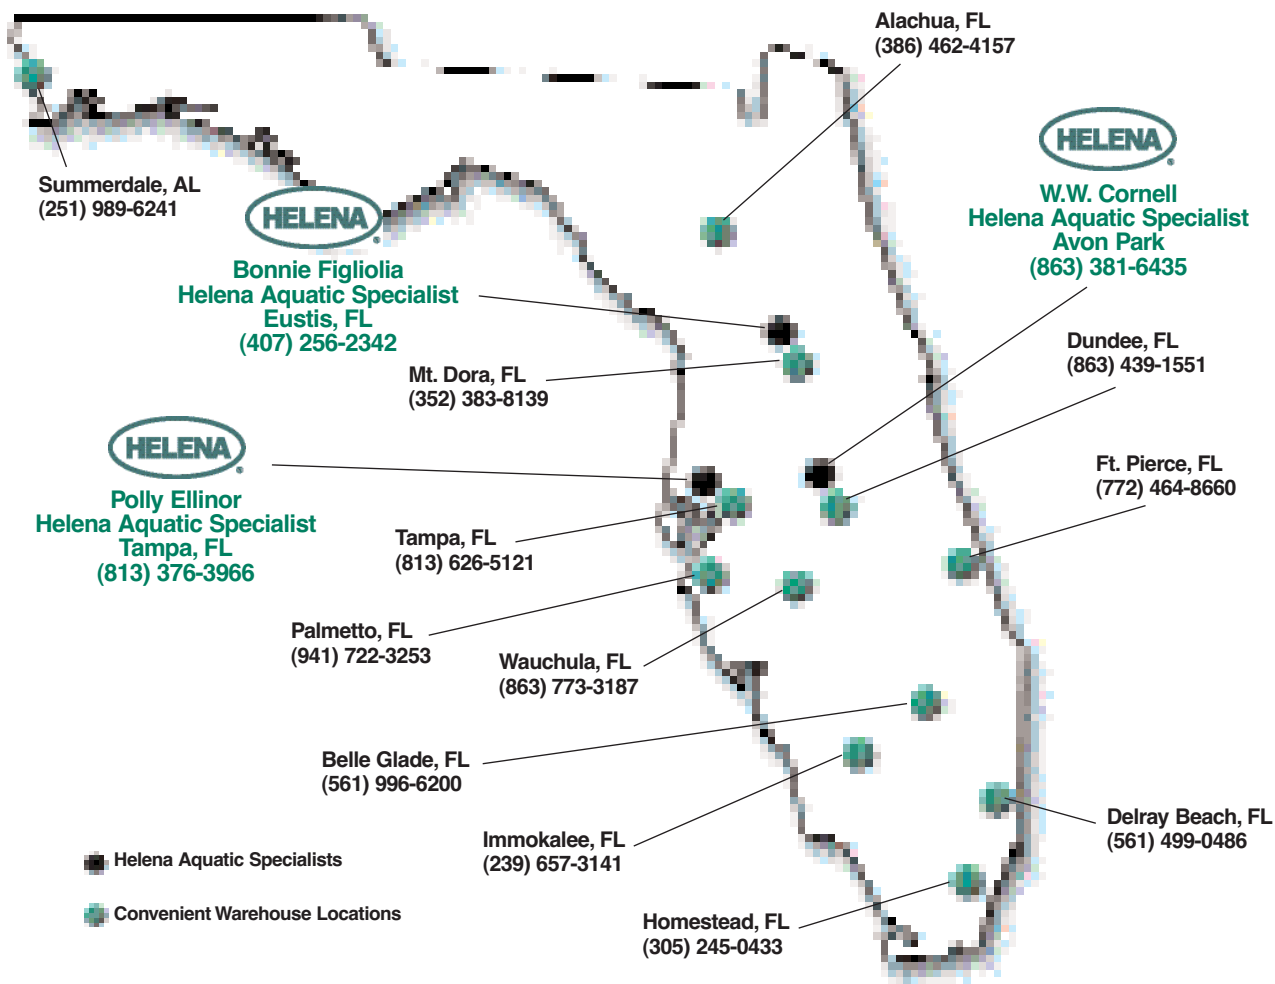 Alachua, FL
(386) 462-4157
HELENA®
W.W. Cornell
Helena Aquatic Specialist
Avon Park
(863) 381-6435
Summerdale, AL
(251) 989-6241
HELENA®
Bonnie Figliolia
Helena Aquatic Specialist
Eustis, FL
(407) 256-2342
Dundee, FL
(863) 439-1551
Mt. Dora, FL
(352) 383-8139
HELENA®
Polly Ellinor
Helena Aquatic Specialist
Tampa, FL
(813) 376-3966
Ft. Pierce, FL
(772) 464-8660
Tampa, FL
(813) 626-5121
Palmetto, FL
(941) 722-3253
Wauchula, FL
(863) 773-3187
Belle Glade, FL
(561) 996-6200
Immokalee, FL
(239) 657-3141
Delray Beach, FL
(561) 499-0486
Homestead, FL
(305) 245-0433
Helena Aquatic Specialists
Convenient Warehouse Locations